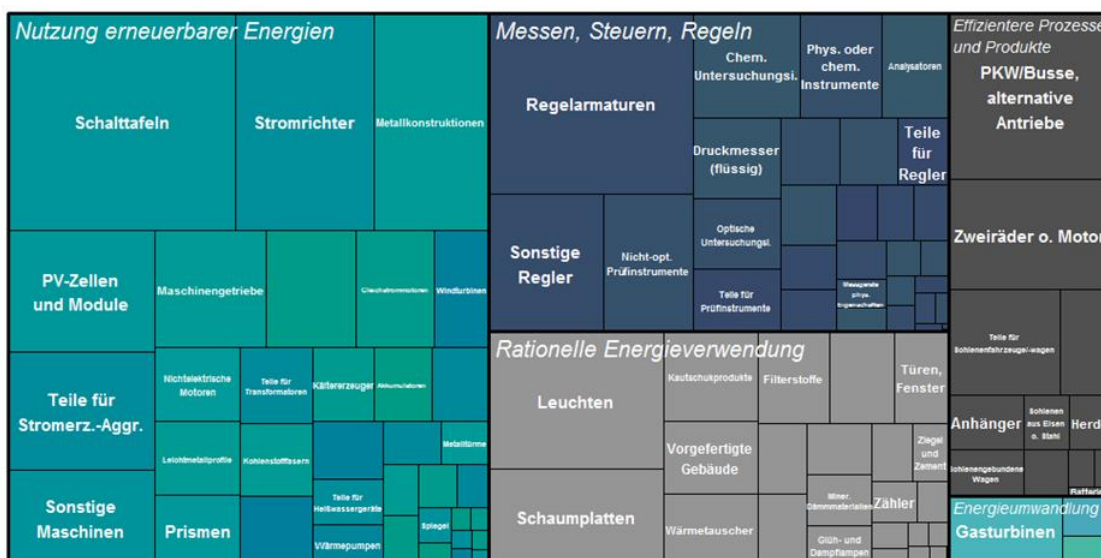 Nutzung erneuerbarer Energien
Schalttafeln
Stromrichter
Metallkonstruktionen
PV-Zellen
und Module
Maschinengetriebe
Gleichstrommotoren
Windturbinen
Teile für
Stromerz.-Aggr.
Nichtelektrische
Motoren
Teile für
Transformatoren
Kälteerzeuger
Akkumulatoren
Leichtmetallprofile
Kohlenstofffasern
Metalltürme
Sonstige
Maschinen
Prismen
Teile für
Heißwassergeräte
Wärmepumpen
Spiegel
Messen, Steuern, Regeln
Regelarmaturen
Chem.
Untersuchungsi.
Phys. oder
chem.
Instrumente
Analysatoren
Druckmesser
(flüssig)
Teile
für
Regler
Sonstige
Regler
Nicht-opt.
Prüfinstrumente
Optische
Untersuchungsi.
Teile für
Prüfinstrumente
Messgeräte
phys.
Eigenschaften
Rationelle Energieverwendung
Leuchten
Kautschukprodukte
Filterstoffe
Türen,
Fenster
Vorgefertigte
Gebäude
Ziegel
und
Zement
Schaumplatten
Wärmetauscher
Miner.
Dämmmaterialien
Zähler
Glüh- und
Dampflampen
Effizientere Prozesse
und Produkte
PKW/Busse,
alternative
Antriebe
Zweiräder o. Motor
Teile für
Schienenfahrzeuge/-wagen
Anhänger
Schienen
aus Eisen
o. Stahl
Herd
Schienengebundene
Wagen
Batterie
Energieumwandlung
Gasturbinen